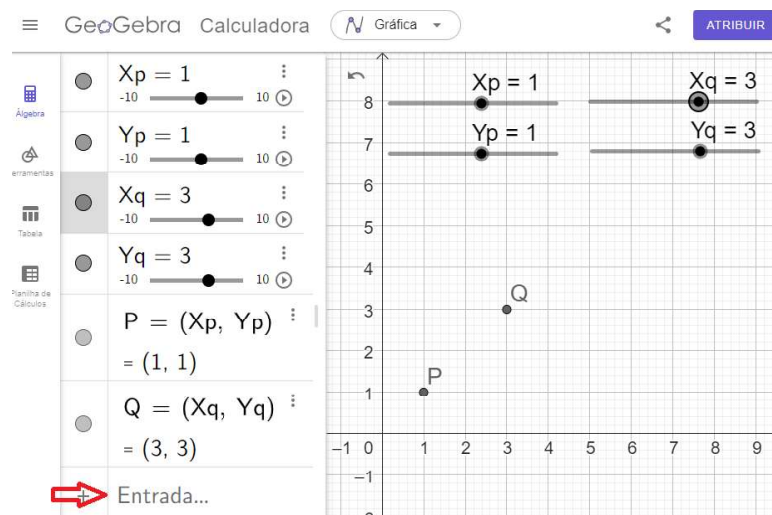 GeoGebra Calculadora Gráfica ATRIBUIR
Álgebra
erramentas
Tabela
Planilha de
Cálculos
Xp = 1
-10 10
Yp = 1
-10 10
Xq = 3
-10 10
Yq = 3
-10 10
P = (Xp, Yp)
= (1, 1)
Q = (Xq, Yq)
= (3, 3)
+ Entrada...
Xp = 1 Xq = 3
Yp = 1 Yq = 3
8
7
6
5
4
3
2
1
Q
P
−1 0 1 2 3 4 5 6 7 8 9
−1